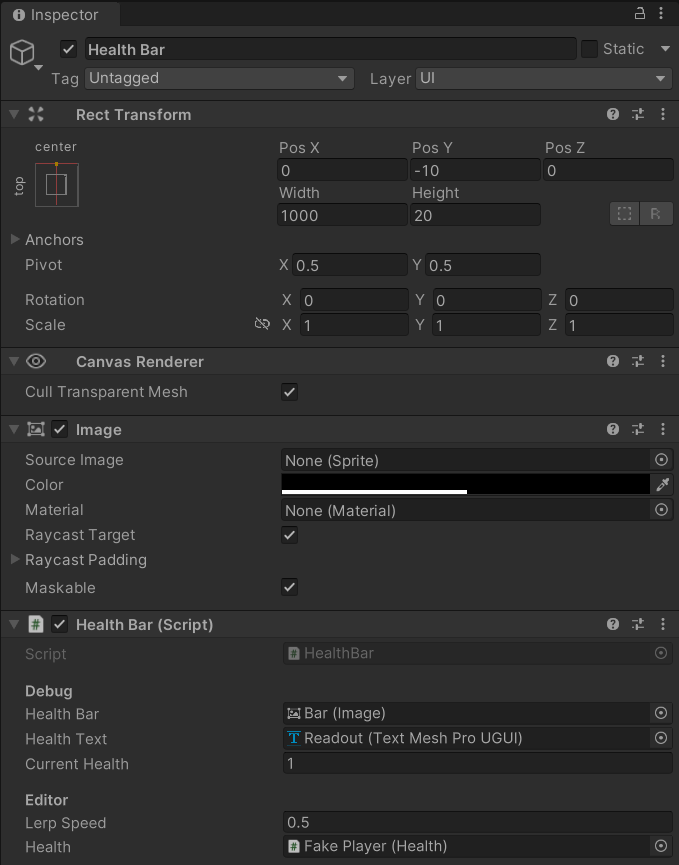 Inspector
Health Bar Static
Tag Untagged Layer UI
Rect Transform
center
top
Pos X Pos Y Pos Z
0 -10 0
Width Height
1000 20
R
Anchors
Pivot X 0.5 Y 0.5
Rotation X 0 Y 0 Z 0
Scale X 1 Y 1 Z 1
Canvas Renderer
Cull Transparent Mesh
Image
Source Image None (Sprite)
Color
Material None (Material)
Raycast Target
Raycast Padding
Maskable
# Health Bar (Script)
Script # HealthBar
Debug
Health Bar Bar (Image)
Health Text T Readout (Text Mesh Pro UGUI)
Current Health 1
Editor
Lerp Speed 0.5
Health # Fake Player (Health)